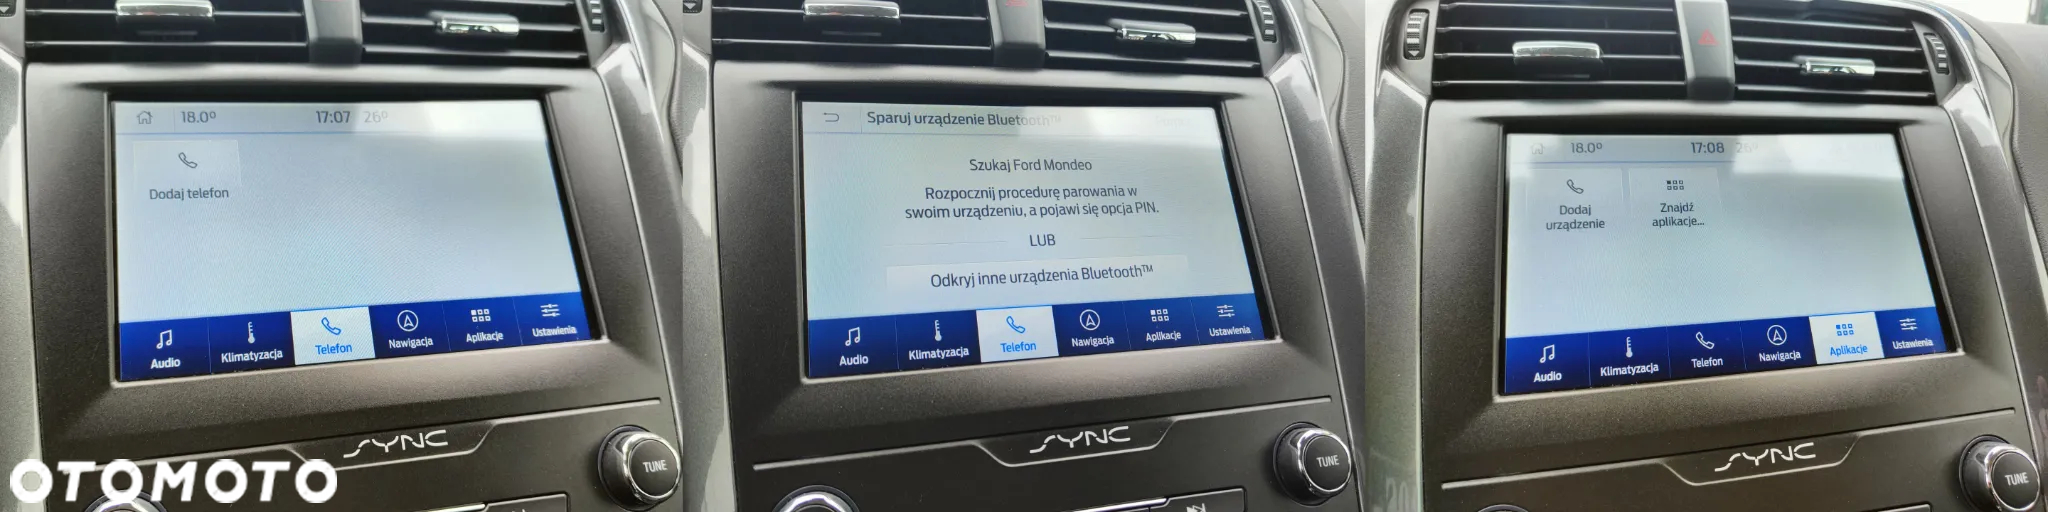 18.0° 17:07 26°
Dodaj telefon
Audio Klimatyzacja Telefon Nawigacja Aplikacje Ustawienia
SYNC
TUNE
OTOMOTO
Sparuj urządzenie Bluetooth™
Szukaj Ford Mondeo
Rozpocznij procedurę parowania w
swoim urządzeniu, a pojawi się opcja PIN.
LUB
Odkryj inne urządzenia Bluetooth™
Audio Klimatyzacja Telefon Nawigacja Aplikacje Ustawienia
SYNC
TUNE
18.0° 17:08 26°
Dodaj
urządzenie
Znajdź
aplikacje...
Audio Klimatyzacja Telefon Nawigacja Aplikacje Ustawienia
SYNC
TUNE